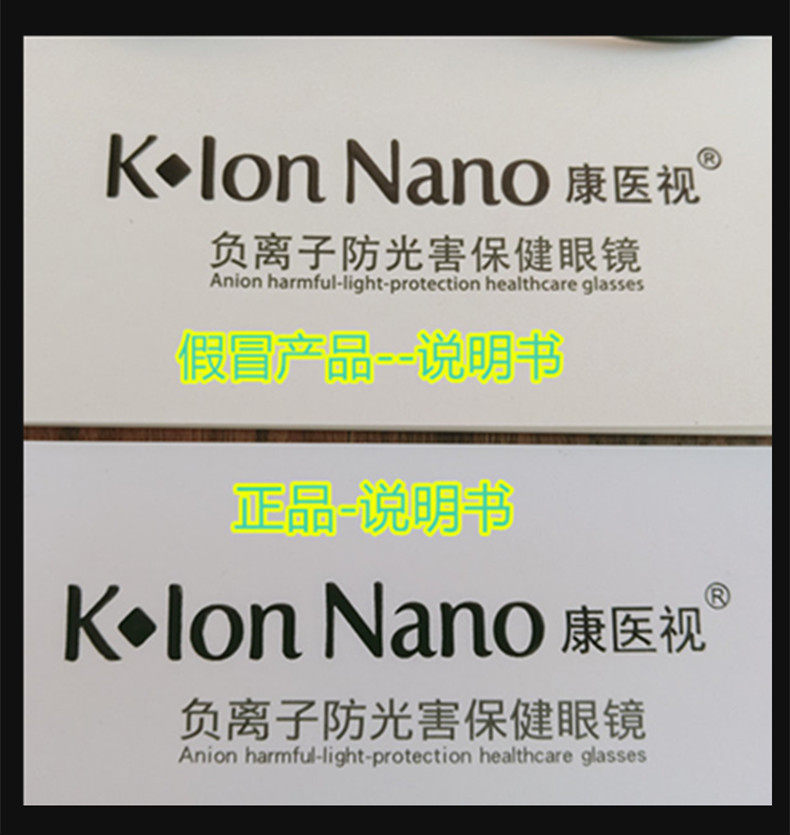 K◆Ion Nano 康医视®
负离子防光害保健眼镜
Anion harmful-light-protection healthcare glasses
假冒产品--说明书
正品-说明书
K◆Ion Nano 康医视®
负离子防光害保健眼镜
Anion harmful-light-protection healthcare glasses